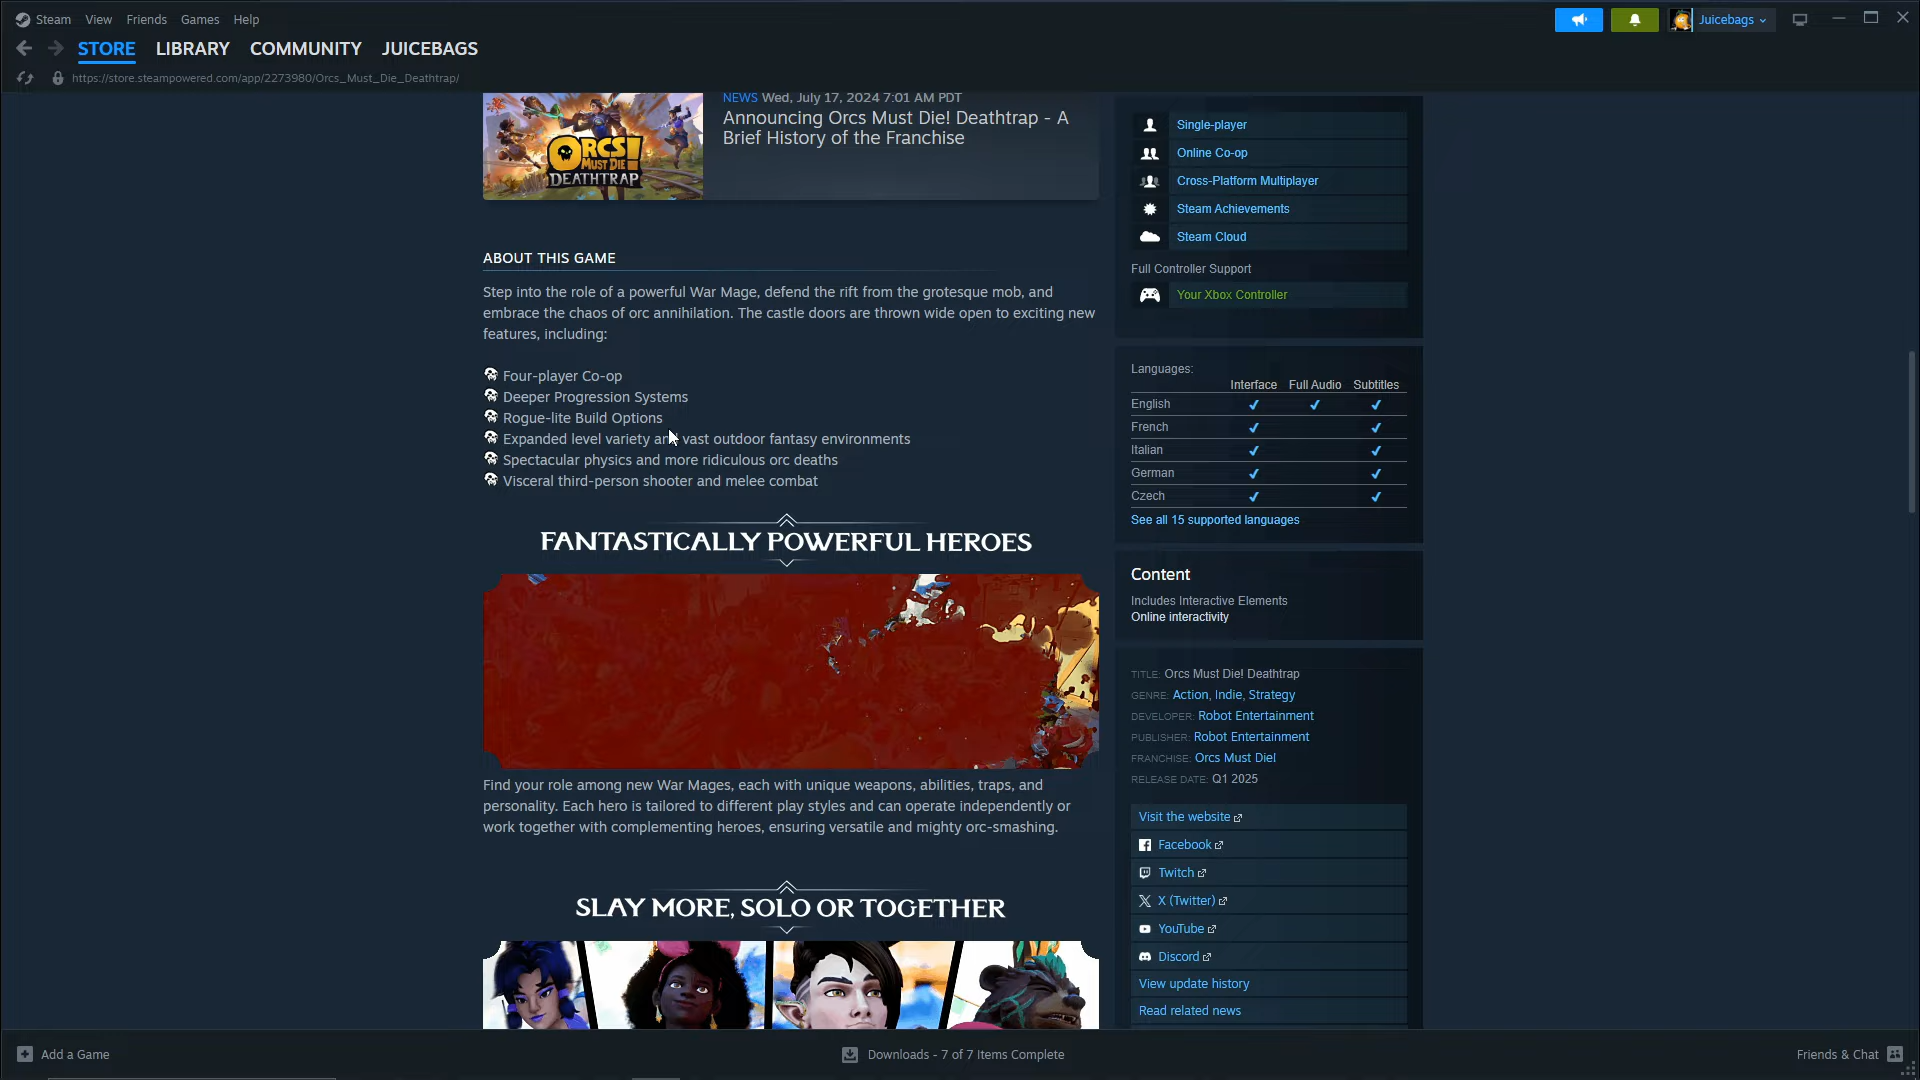 Steam View Friends Games Help
Juicebags
STORE LIBRARY COMMUNITY JUICEBAGS
https://store.steampowered.com/app/2273980/Orcs_Must_Die_Deathtrap/
ORCS!
MUST DIE
DEATHTRAP
NEWS Wed, July 17, 2024 7:01 AM PDT
Announcing Orcs Must Die! Deathtrap - A
Brief History of the Franchise
ABOUT THIS GAME
Step into the role of a powerful War Mage, defend the rift from the grotesque mob, and
embrace the chaos of orc annihilation. The castle doors are thrown wide open to exciting new
features, including:
Four-player Co-op
Deeper Progression Systems
Rogue-lite Build Options
Expanded level variety and vast outdoor fantasy environments
Spectacular physics and more ridiculous orc deaths
Visceral third-person shooter and melee combat
FANTASTICALLY POWERFUL HEROES
Find your role among new War Mages, each with unique weapons, abilities, traps, and
personality. Each hero is tailored to different play styles and can operate independently or
work together with complementing heroes, ensuring versatile and mighty orc-smashing.
SLAY MORE, SOLO OR TOGETHER
Single-player
Online Co-op
Cross-Platform Multiplayer
Steam Achievements
Steam Cloud
Full Controller Support
Your Xbox Controller
Languages:
Interface Full Audio Subtitles
English ✔ ✔ ✔
French ✔ ✔
Italian ✔ ✔
German ✔ ✔
Czech ✔ ✔
See all 15 supported languages
Content
Includes Interactive Elements
Online interactivity
TITLE: Orcs Must Die! Deathtrap
GENRE: Action, Indie, Strategy
DEVELOPER: Robot Entertainment
PUBLISHER: Robot Entertainment
FRANCHISE: Orcs Must Die!
RELEASE DATE: Q1 2025
Visit the website
Facebook
Twitch
X (Twitter)
YouTube
Discord
View update history
Read related news
Add a Game
Downloads - 7 of 7 Items Complete
Friends & Chat